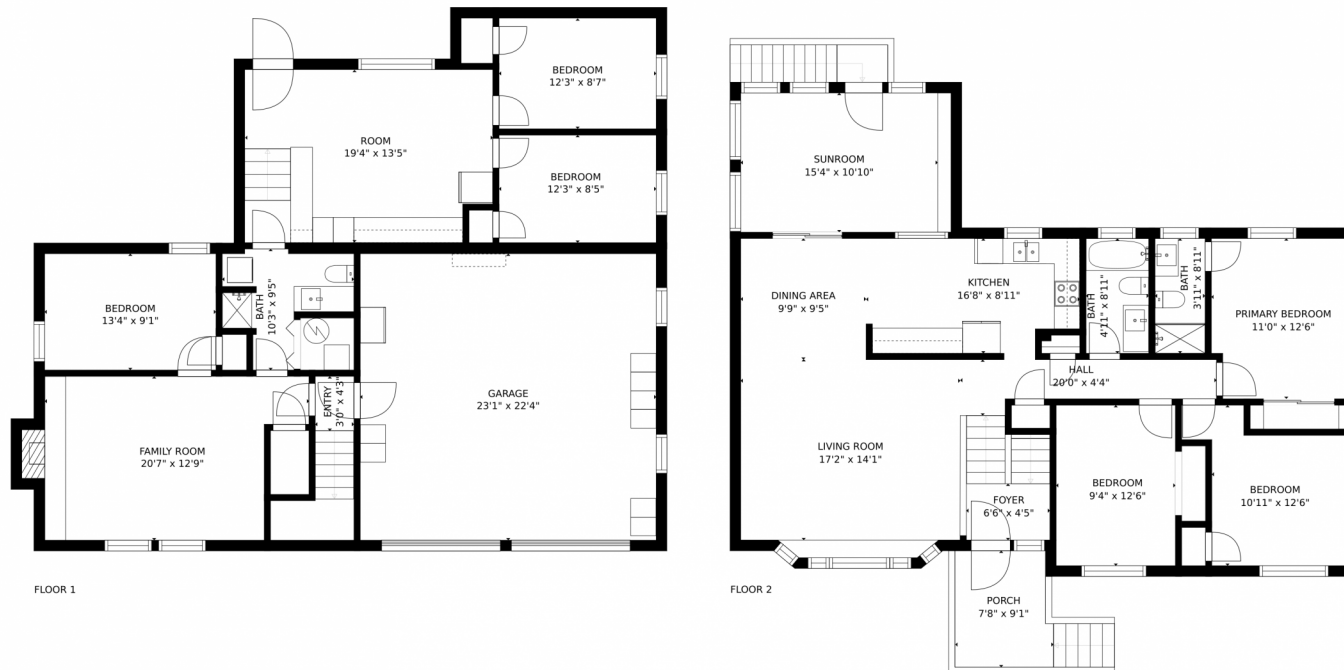 BEDROOM
12'3" x 8'7"
ROOM
19'4" x 13'5"
BEDROOM
12'3" x 8'5"
BEDROOM
13'4" x 9'1"
BATH
10'3" x 9'5"
ENTRY
3'0" x 4'3"
GARAGE
23'1" x 22'4"
FAMILY ROOM
20'7" x 12'9"
FLOOR 1
SUNROOM
15'4" x 10'10"
KITCHEN
16'8" x 8'11"
DINING AREA
9'9" x 9'5"
BATH
4'11" x 8'11"
BATH
3'11" x 8'11"
PRIMARY BEDROOM
11'0" x 12'6"
HALL
20'0" x 4'4"
LIVING ROOM
17'2" x 14'1"
FOYER
6'6" x 4'5"
BEDROOM
9'4" x 12'6"
BEDROOM
10'11" x 12'6"
PORCH
7'8" x 9'1"
FLOOR 2